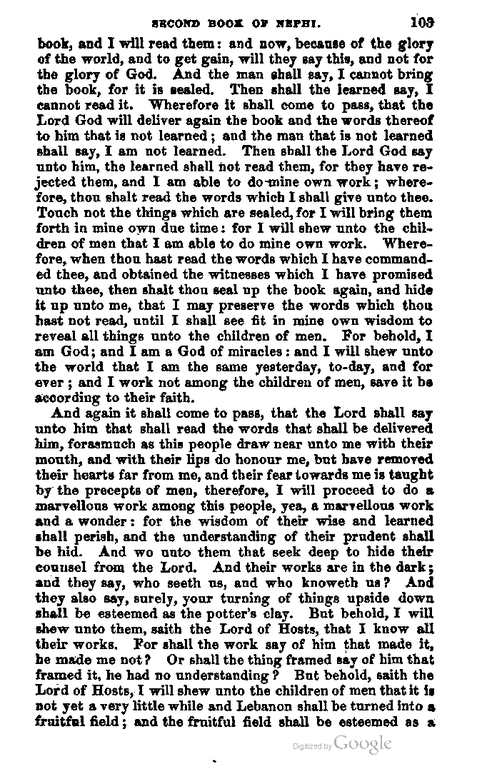 SECOND BOOK OF NEPHI. 103
book, and I will read them: and now, because of the glory
of the world, and to get gain, will they say this, and not for
the glory of God. And the man shall say, I cannot bring
the book, for it is sealed. Then shall the learned say, I
cannot read it. Wherefore it shall come to pass, that the
Lord God will deliver again the book and the words thereof
to him that is not learned; and the man that is not learned
shall say, I am not learned. Then shall the Lord God say
unto him, the learned shall not read them, for they have re-
jected them, and I am able to do mine own work; where-
fore, thou shalt read the words which I shall give unto thee.
Touch not the things which are sealed, for I will bring them
forth in mine own due time: for I will shew unto the chil-
dren of men that I am able to do mine own work. Where-
fore, when thou hast read the words which I have command-
ed thee, and obtained the witnesses which I have promised
unto thee, then shalt thou seal up the book again, and hide
it up unto me, that I may preserve the words which thou
hast not read, until I shall see fit in mine own wisdom to
reveal all things unto the children of men. For behold, I
am God; and I am a God of miracles: and I will shew unto
the world that I am the same yesterday, to-day, and for
ever; and I work not among the children of men, save it be
according to their faith.
And again it shall come to pass, that the Lord shall say
unto him that shall read the words that shall be delivered
him, forasmuch as this people draw near unto me with their
mouth, and with their lips do honour me, but have removed
their hearts far from me, and their fear towards me is taught
by the precepts of men, therefore, I will proceed to do a
marvellous work among this people, yea, a marvellous work
and a wonder: for the wisdom of their wise and learned
shall perish, and the understanding of their prudent shall
be hid. And wo unto them that seek deep to hide their
counsel from the Lord. And their works are in the dark;
and they say, who seeth us, and who knoweth us? And
they also say, surely, your turning of things upside down
shall be esteemed as the potter's clay. But behold, I will
shew unto them, saith the Lord of Hosts, that I know all
their works. For shall the work say of him that made it,
he made me not? Or shall the thing framed say of him that
framed it, he had no understanding? But behold, saith the
Lord of Hosts, I will shew unto the children of men that it is
not yet a very little while and Lebanon shall be turned into a
fruitful field; and the fruitful field shall be esteemed as a
Digitized by Google